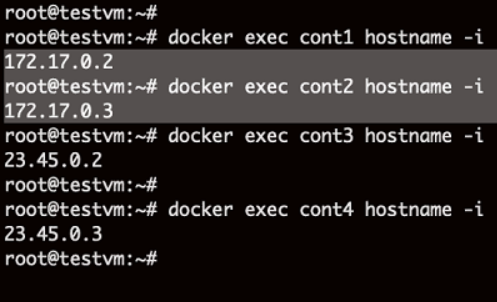 root@testvm:~#
root@testvm:~# docker exec cont1 hostname -i
172.17.0.2
root@testvm:~# docker exec cont2 hostname -i
172.17.0.3
root@testvm:~# docker exec cont3 hostname -i
23.45.0.2
root@testvm:~#
root@testvm:~# docker exec cont4 hostname -i
23.45.0.3
root@testvm:~#